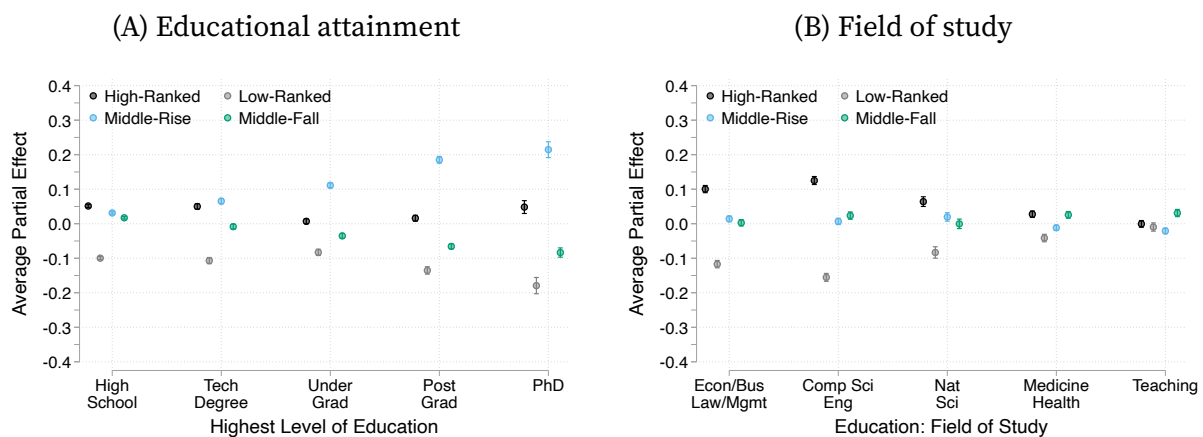 (A) Educational attainment
0.4
0.3
0.2
0.1
0.0
-0.1
-0.2
-0.3
-0.4
Average Partial Effect
High-Ranked
Low-Ranked
Middle-Rise
Middle-Fall
High School
Tech Degree
Under Grad
Post Grad
PhD
Highest Level of Education
(B) Field of study
0.4
0.3
0.2
0.1
0.0
-0.1
-0.2
-0.3
-0.4
Average Partial Effect
High-Ranked
Low-Ranked
Middle-Rise
Middle-Fall
Econ/Bus
Law/Mgmt
Comp Sci
Eng
Nat
Sci
Medicine
Health
Teaching
Education: Field of Study